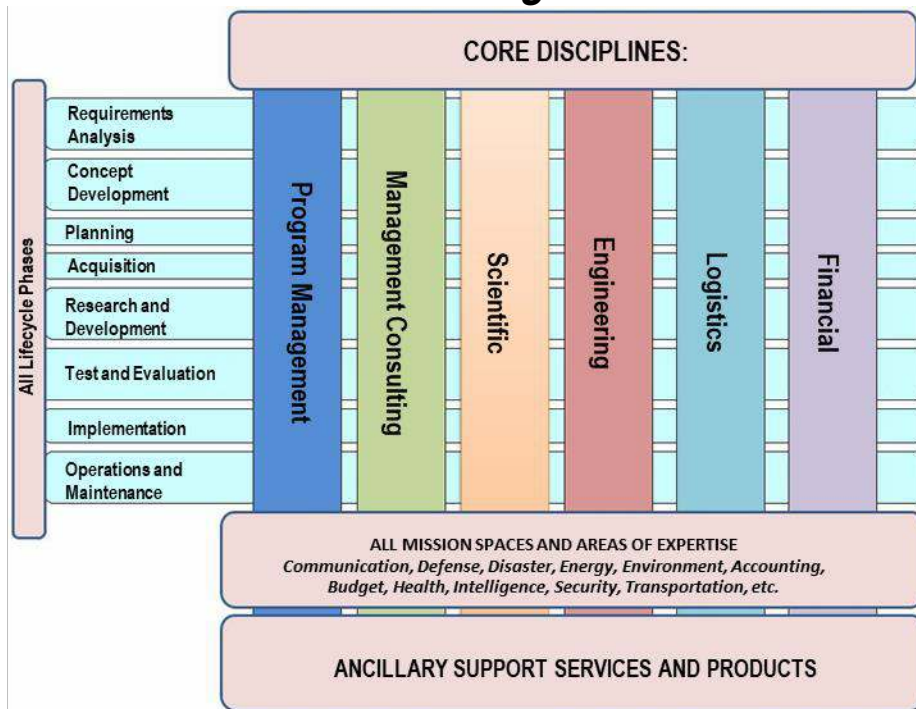 CORE DISCIPLINES:
All Lifecycle Phases
Requirements
Analysis
Concept
Development
Planning
Acquisition
Research and
Development
Test and Evaluation
Implementation
Operations and
Maintenance
Program Management
Management Consulting
Scientific
Engineering
Logistics
Financial
ALL MISSION SPACES AND AREAS OF EXPERTISE
Communication, Defense, Disaster, Energy, Environment, Accounting,
Budget, Health, Intelligence, Security, Transportation, etc.
ANCILLARY SUPPORT SERVICES AND PRODUCTS